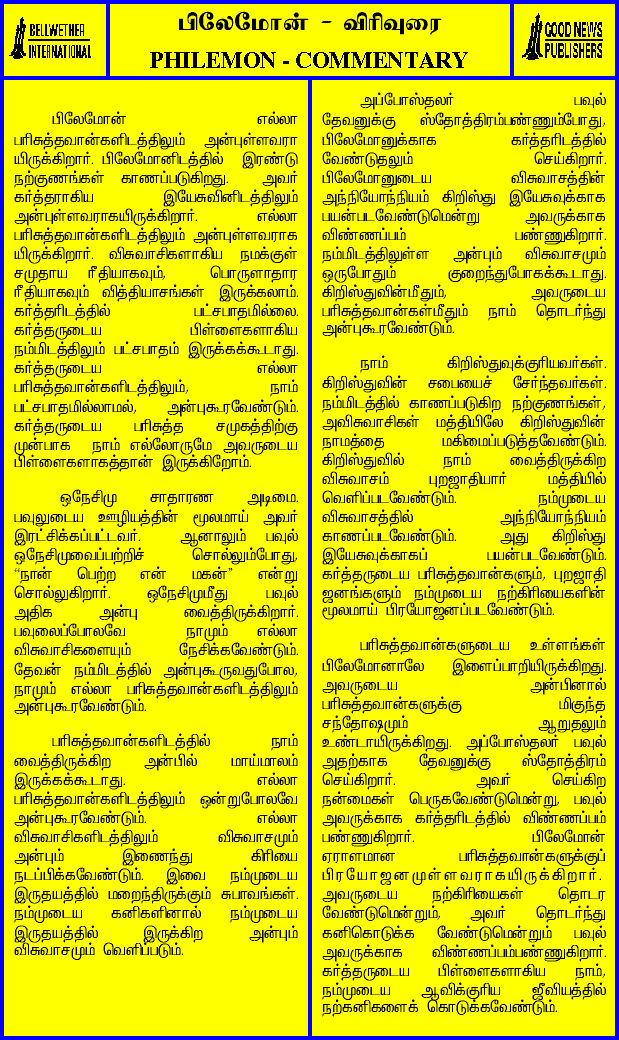 BELLWETHER
INTERNATIONAL
பிலேமோன் - விரிவுரை
PHILEMON - COMMENTARY
GOOD NEWS
PUBLISHERS
பிலேமோன் எல்லா
பரிசுத்தவான்களிடத்திலும் அன்புள்ளவரா
யிருக்கிறார். பிலேமோனிடத்தில் இரண்டு
நற்குணங்கள் காணப்படுகிறது. அவர்
கர்த்தராகிய இயேசுவினிடத்திலும்
அன்புள்ளவராகயிருக்கிறார். எல்லா
பரிசுத்தவான்களிடத்திலும் அன்புள்ளவராக
யிருக்கிறார். விசுவாசிகளாகிய நமக்குள்
சமுதாய ரீதியாகவும், பொருளாதார
ரீதியாகவும் வித்தியாசங்கள் இருக்கலாம்.
கர்த்தரிடத்தில் பட்சபாதமில்லை.
கர்த்தருடைய பிள்ளைகளாகிய
நம்மிடத்திலும் பட்சபாதம் இருக்கக்கூடாது.
கர்த்தருடைய எல்லா
பரிசுத்தவான்களிடத்திலும், நாம்
பட்சபாதமில்லாமல், அன்புகூரவேண்டும்.
கர்த்தருடைய பரிசுத்த சமுகத்திற்கு
முன்பாக நாம் எல்லோருமே அவருடைய
பிள்ளைகளாகத்தான் இருக்கிறோம்.
ஒநேசிமு சாதாரண அடிமை.
பவுலுடைய ஊழியத்தின் மூலமாய் அவர்
இரட்சிக்கப்பட்டவர். ஆனாலும் பவுல்
ஒநேசிமுவைப்பற்றிச் சொல்லும்போது,
“நான் பெற்ற என் மகன்” என்று
சொல்லுகிறார். ஒநேசிமுமீது பவுல்
அதிக அன்பு வைத்திருக்கிறார்.
பவுலைப்போலவே நாமும் எல்லா
விசுவாசிகளையும் நேசிக்கவேண்டும்.
தேவன் நம்மிடத்தில் அன்புகூருவதுபோல,
நாமும் எல்லா பரிசுத்தவான்களிடத்திலும்
அன்புகூரவேண்டும்.
பரிசுத்தவான்களிடத்தில் நாம்
வைத்திருக்கிற அன்பில் மாய்மாலம்
இருக்கக்கூடாது. எல்லா
பரிசுத்தவான்களிடத்திலும் ஒன்றுபோலவே
அன்புகூரவேண்டும். எல்லா
விசுவாசிகளிடத்திலும் விசுவாசமும்
அன்பும் இணைந்து கிரியை
நடப்பிக்கவேண்டும். இவை நம்முடைய
இருதயத்தில் மறைந்திருக்கும் சுபாவங்கள்.
நம்முடைய கனிகளினால் நம்முடைய
இருதயத்தில் இருக்கிற அன்பும்
விசுவாசமும் வெளிப்படும்.
அப்போஸ்தலர் பவுல்
தேவனுக்கு ஸ்தோத்திரம்பண்ணும்போது,
பிலேமோனுக்காக கர்த்தரிடத்தில்
வேண்டுதலும் செய்கிறார்.
பிலேமோனுடைய விசுவாசத்தின்
அந்நியோந்நியம் கிறிஸ்து இயேசுவுக்காக
பயன்படவேண்டுமென்று அவருக்காக
விண்ணப்பம் பண்ணுகிறார்.
நம்மிடத்திலுள்ள அன்பும் விசுவாசமும்
ஒருபோதும் குறைந்துபோகக்கூடாது.
கிறிஸ்துவின்மீதும், அவருடைய
பரிசுத்தவான்கள்மீதும் நாம் தொடர்ந்து
அன்புகூரவேண்டும்.
நாம் கிறிஸ்துவுக்குரியவர்கள்.
கிறிஸ்துவின் சபையைச் சேர்ந்தவர்கள்.
நம்மிடத்தில் காணப்படுகிற நற்குணங்கள்,
அவிசுவாசிகள் மத்தியிலே கிறிஸ்துவின்
நாமத்தை மகிமைப்படுத்தவேண்டும்.
கிறிஸ்துவில் நாம் வைத்திருக்கிற
விசுவாசம் புறஜாதியார் மத்தியில்
வெளிப்படவேண்டும். நம்முடைய
விசுவாசத்தில் அந்நியோந்நியம்
காணப்படவேண்டும். அது கிறிஸ்து
இயேசுவுக்காகப் பயன்படவேண்டும்.
கர்த்தருடைய பரிசுத்தவான்களும், புறஜாதி
ஜனங்களும் நம்முடைய நற்கிரியைகளின்
மூலமாய் பிரயோஜனப்படவேண்டும்.
பரிசுத்தவான்களுடைய உள்ளங்கள்
பிலேமோனாலே இளைப்பாறியிருக்கிறது.
அவருடைய அன்பினால்
பரிசுத்தவான்களுக்கு மிகுந்த
சந்தோஷமும் ஆறுதலும்
உண்டாயிருக்கிறது. அப்போஸ்தலர் பவுல்
அதற்காக தேவனுக்கு ஸ்தோத்திரம்
செய்கிறார். அவர் செய்கிற
நன்மைகள் பெருகவேண்டுமென்று, பவுல்
அவருக்காக கர்த்தரிடத்தில் விண்ணப்பம்
பண்ணுகிறார். பிலேமோன்
ஏராளமான பரிசுத்தவான்களுக்குப்
பிரயோஜனமுள்ளவராகயிருக்கிறார்.
அவருடைய நற்கிரியைகள் தொடர
வேண்டுமென்றும், அவர் தொடர்ந்து
கனிகொடுக்க வேண்டுமென்றும் பவுல்
அவருக்காக விண்ணப்பம்பண்ணுகிறார்.
கர்த்தருடைய பிள்ளைகளாகிய நாம்,
நம்முடைய ஆவிக்குரிய ஜீவியத்தில்
நற்கனிகளைக் கொடுக்கவேண்டும்.